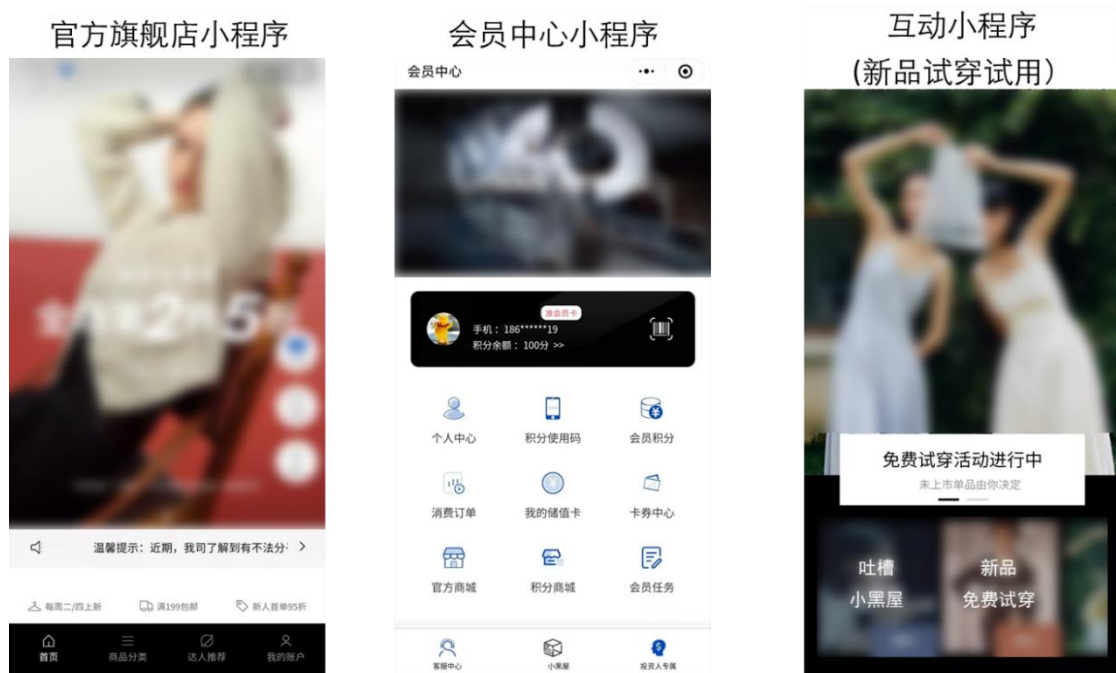 官方旗舰店小程序
温馨提示：近期，我司了解到有不法分
每周二/四上新
满199包邮
新人首单95折
首页
商品分类
达人推荐
我的账户
会员中心小程序
会员中心
准会员卡
手机：186******19
积分余额：100分 >>
个人中心
积分使用码
会员积分
消费订单
我的储值卡
卡券中心
官方商城
积分商城
会员任务
客服中心
小黑屋
投资人专属
互动小程序
(新品试穿试用）
免费试穿活动进行中
未上市单品由你决定
吐槽
小黑屋
新品
免费试穿